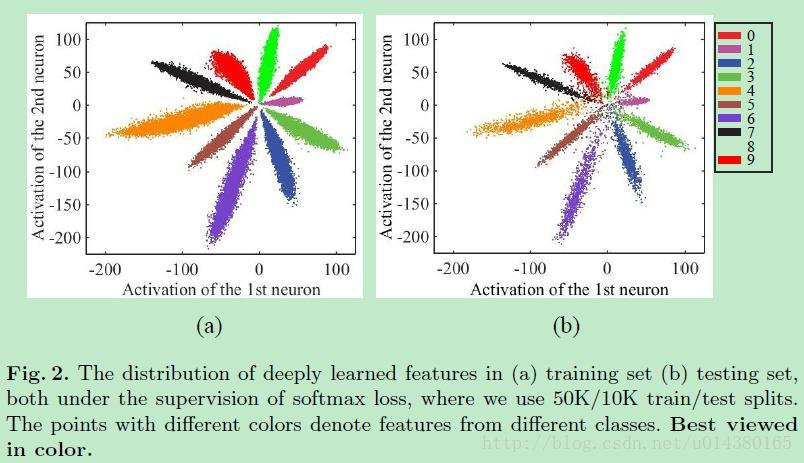 100
50
0
-50
-100
-150
-200
Activation of the 2nd neuron
-200 -100 0 100
Activation of the 1st neuron
(a)
100
50
0
-50
-100
-150
-200
Activation of the 2nd neuron
-200 -100 0 100
Activation of the 1st neuron
(b)
0
1
2
3
4
5
6
7
8
9
Fig. 2. The distribution of deeply learned features in (a) training set (b) testing set,
both under the supervision of softmax loss, where we use 50K/10K train/test splits.
The points with different colors denote features from different classes. Best viewed
in color.
http://blog.csdn.net/u014380165